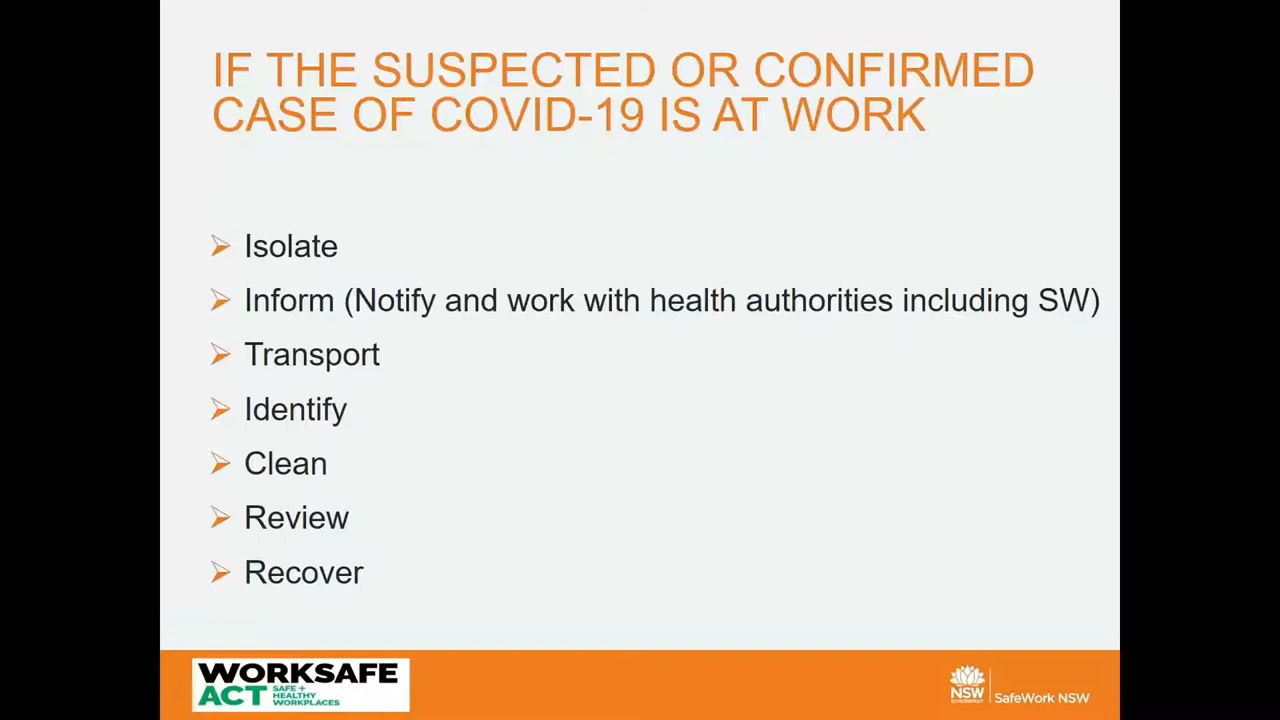 IF THE SUSPECTED OR CONFIRMED
CASE OF COVID-19 IS AT WORK
Isolate
Inform (Notify and work with health authorities including SW)
Transport
Identify
Clean
Review
Recover
WORKSAFE
ACT SAFE +
HEALTHY
WORKPLACES
NSW
GOVERNMENT
SafeWork NSW